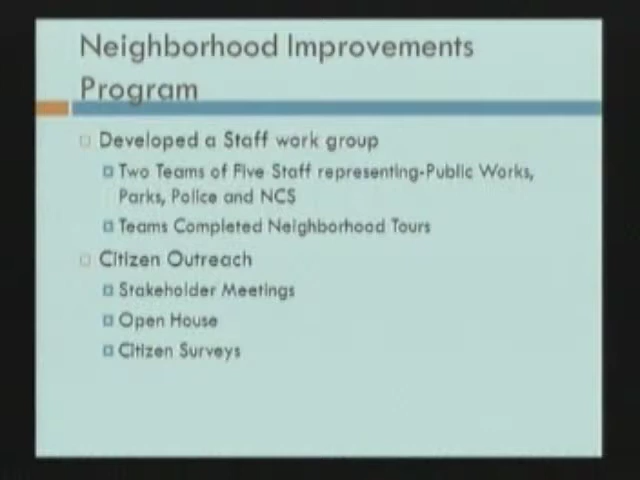 Neighborhood Improvements
Program
Developed a Staff work group
Two Teams of Five Staff representing-Public Works,
Parks, Police and NCS
Teams Completed Neighborhood Tours
Citizen Outreach
Stakeholder Meetings
Open House
Citizen Surveys